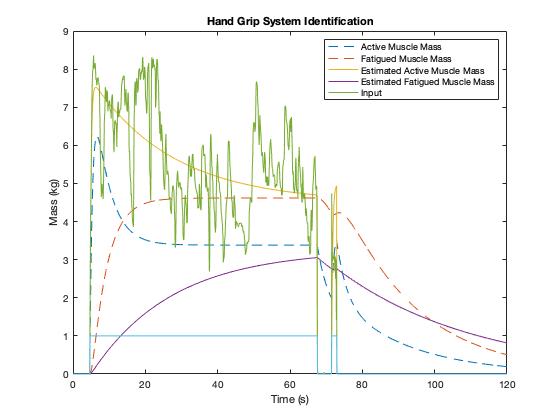 Hand Grip System Identification
9
8
7
6
5
4
3
2
1
0
Mass (kg)
Active Muscle Mass
Fatigued Muscle Mass
Estimated Active Muscle Mass
Estimated Fatigued Muscle Mass
Input
0 20 40 60 80 100 120
Time (s)